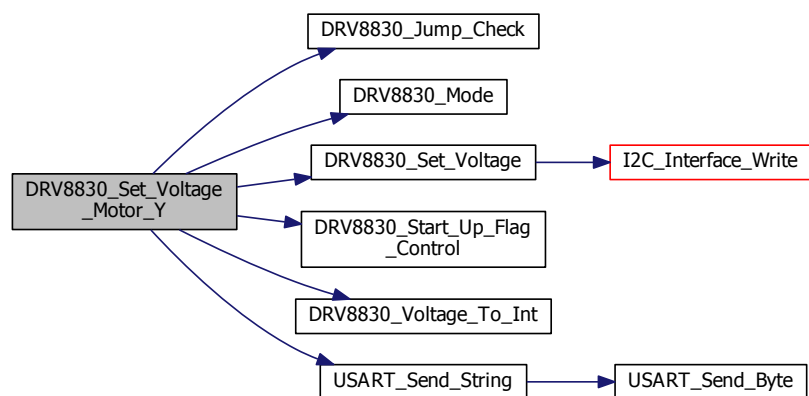 DRV8830_Jump_Check
DRV8830_Mode
DRV8830_Set_Voltage
I2C_Interface_Write
DRV8830_Set_Voltage
_Motor_Y
DRV8830_Start_Up_Flag
_Control
DRV8830_Voltage_To_Int
USART_Send_String
USART_Send_Byte